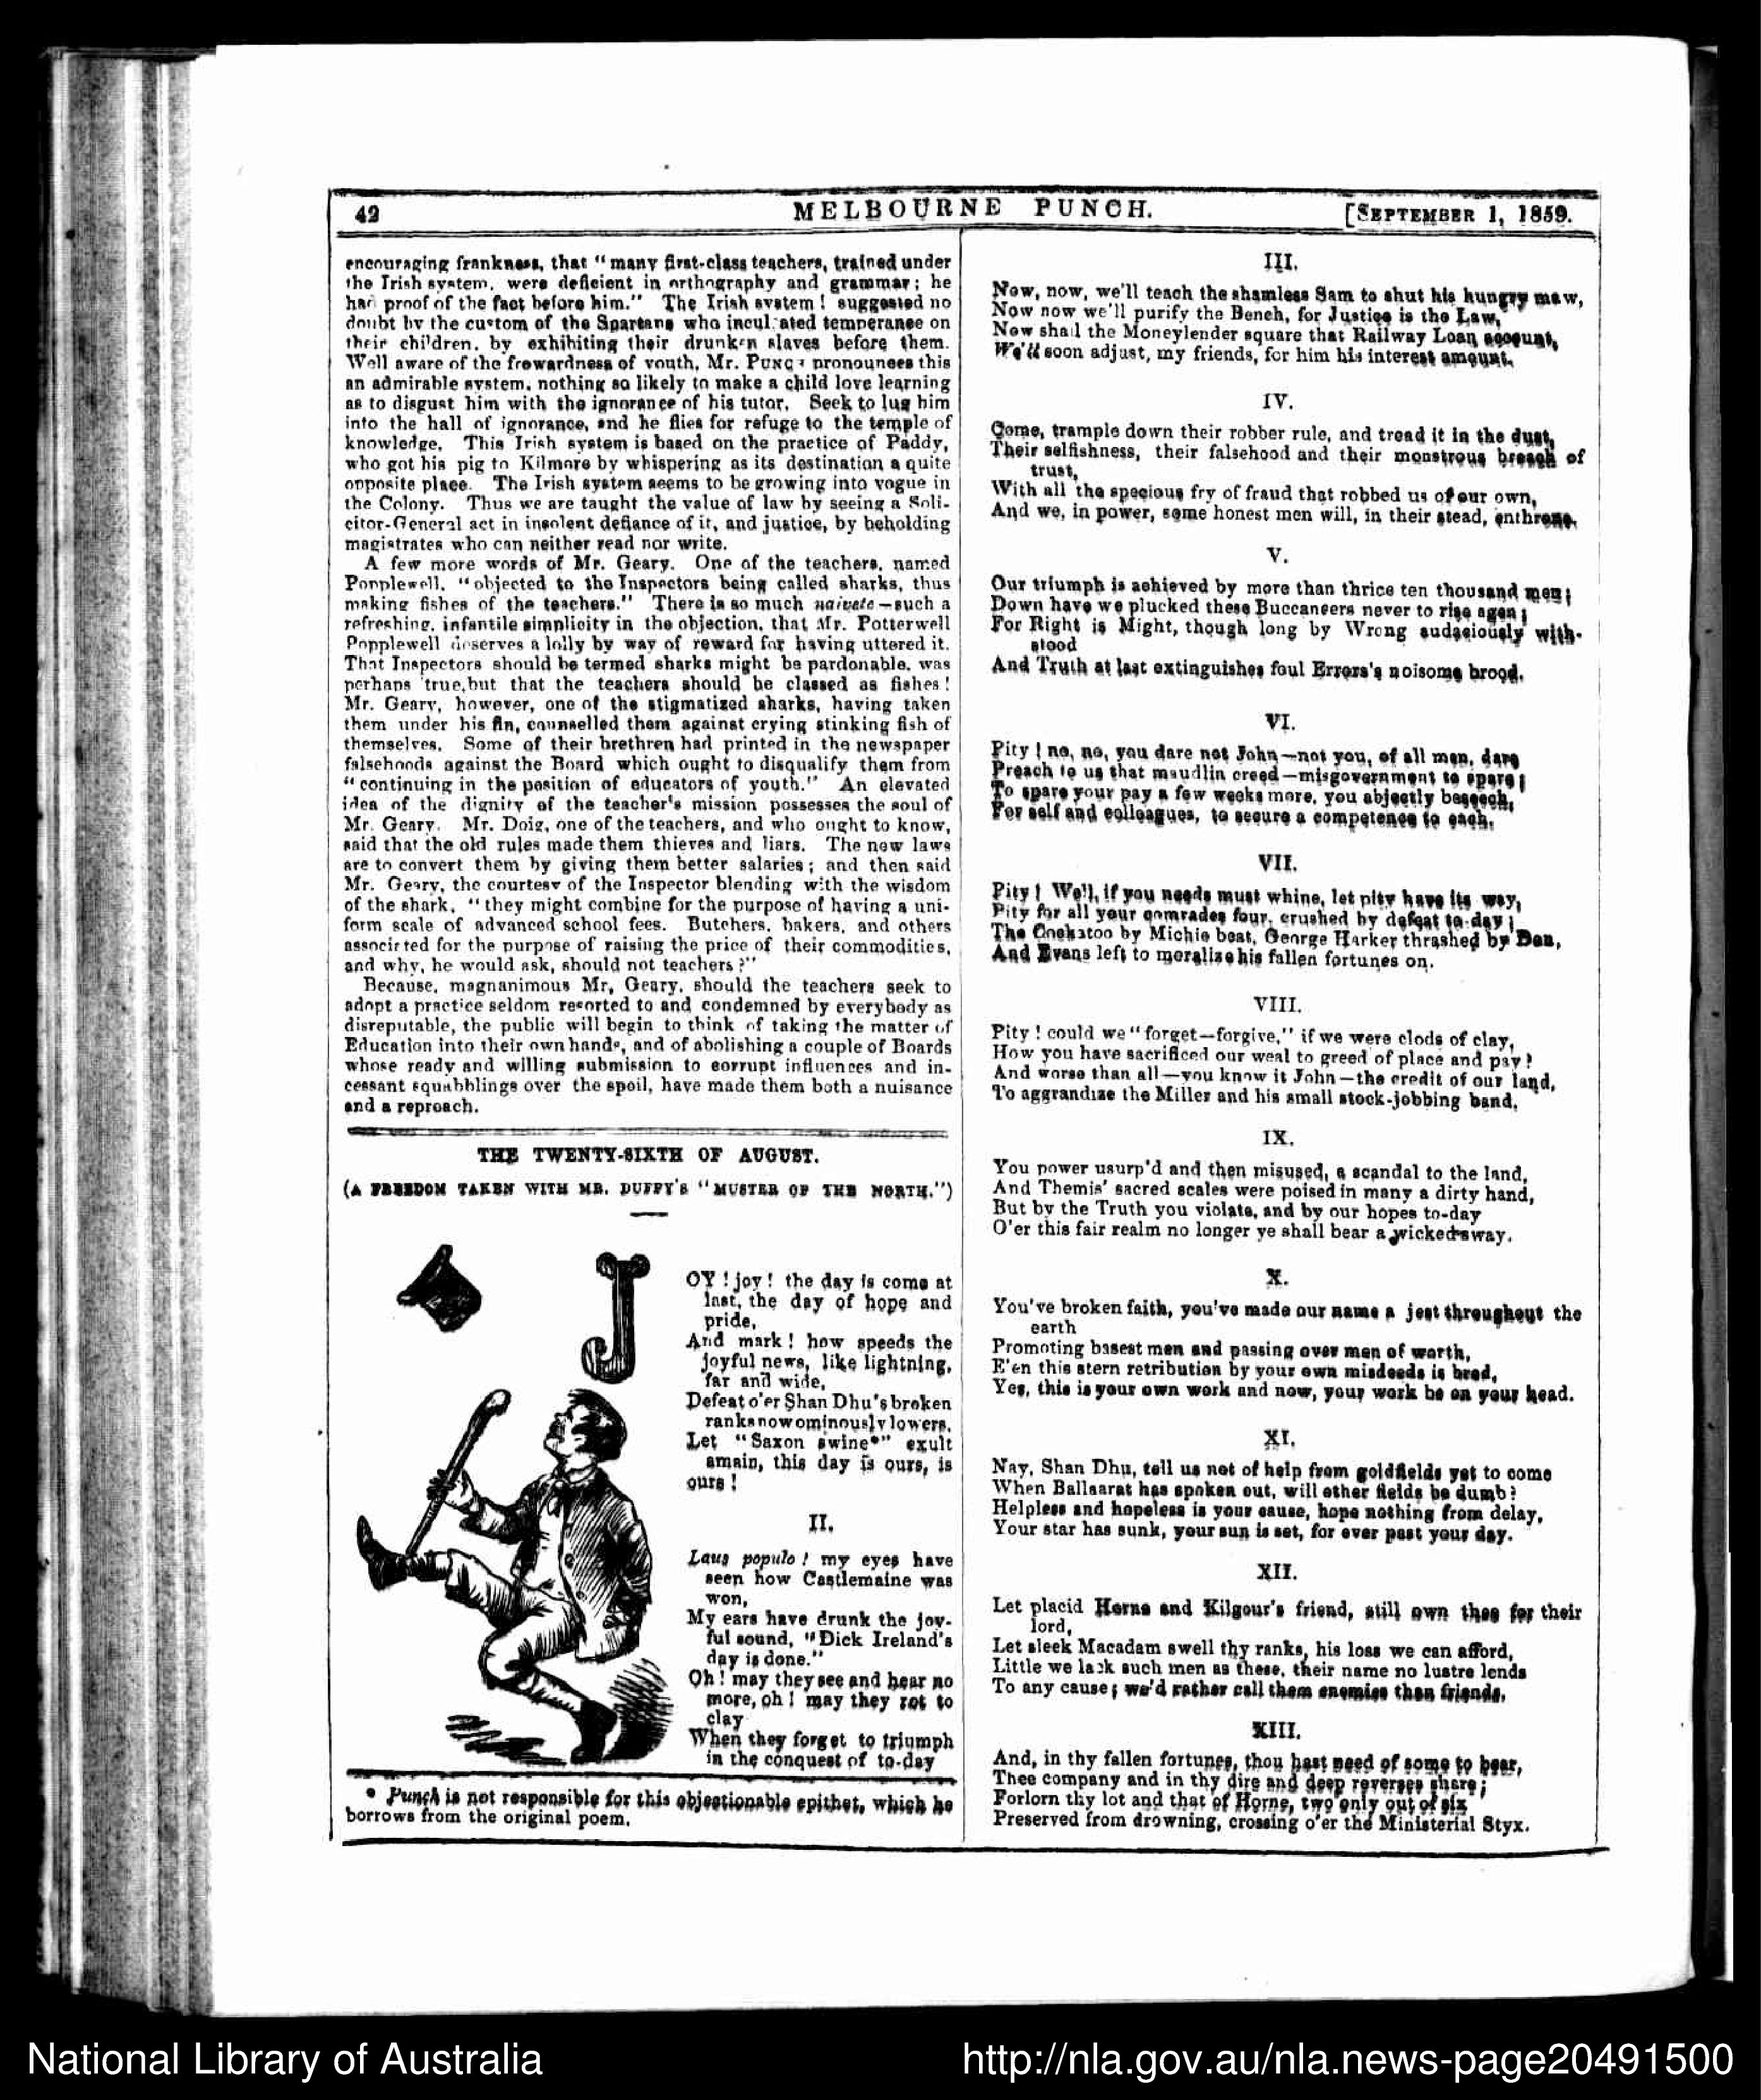 42
MELBOURNE PUNCH.
[SEPTEMBER 1, 1859.
encouraging frankness, that "many first-class teachers, trained under
the Irish system, were deficient in orthography and grammar; he
had proof of the fact before him." The Irish system! suggested no
doubt by the custom of the Spartans who inculcated temperance on
their children, by exhibiting their drunken slaves before them.
Well aware of the frowardness of youth, Mr. PUNCH pronounces this
an admirable system, nothing so likely to make a child love learning
as to disgust him with the ignorance of his tutor. Seek to lug him
into the hall of ignorance, and he flies for refuge to the temple of
knowledge. This Irish system is based on the practice of Paddy,
who got his pig to Kilmore by whispering as its destination a quite
opposite place. The Irish system seems to be growing into vogue in
the Colony. Thus we are taught the value of law by seeing a Soli-
citor-General act in insolent defiance of it, and justice, by beholding
magistrates who can neither read nor write.
A few more words of Mr. Geary. One of the teachers, named
Popplewell, "objected to the Inspectors being called sharks, thus
making fishes of the teachers." There is so much naivete—such a
refreshing, infantile simplicity in the objection, that Mr. Potterwell
Popplewell deserves a lolly by way of reward for having uttered it.
That Inspectors should be termed sharks might be pardonable, was
perhaps true, but that the teachers should be classed as fishes!
Mr. Geary, however, one of the stigmatized sharks, having taken
them under his fin, counselled them against crying stinking fish of
themselves. Some of their brethren had printed in the newspaper
falsehoods against the Board which ought to disqualify them from
"continuing in the position of educators of youth." An elevated
idea of the dignity of the teacher's mission possesses the soul of
Mr. Geary. Mr. Doig, one of the teachers, and who ought to know,
said that the old rules made them thieves and liars. The new laws
are to convert them by giving them better salaries; and then said
Mr. Geary, the courtesy of the Inspector blending with the wisdom
of the shark, "they might combine for the purpose of having a uni-
form scale of advanced school fees. Butchers, bakers, and others
associrted for the purpose of raising the price of their commodities,
and why, he would ask, should not teachers?"
Because, magnanimous Mr, Geary, should the teachers seek to
adopt a practice seldom resorted to and condemned by everybody as
disreputable, the public will begin to think of taking the matter of
Education into their own hands, and of abolishing a couple of Boards
whose ready and willing submission to corrupt influences and in-
cessant squabblings over the spoil, have made them both a nuisance
and a reproach.
THE TWENTY-SIXTH OF AUGUST.
(A FREEDOM TAKEN WITH MR. DUFFY'S "MUSTER OF THE NORTH.")
JOY! joy! the day is come at
last, the day of hope and
pride,
And mark! how speeds the
joyful news, like lightning,
far and wide,
Defeat o'er Shan Dhu's broken
ranks now ominously lowers,
Let "Saxon swine*" exult
amain, this day is ours, is
ours!
II.
Laus populo! my eyes have
seen how Castlemaine was
won,
My ears have drunk the joy-
ful sound, "Dick Ireland's
day is done."
Oh! may they see and hear no
more, oh! may they rot to
clay
When they forget to triumph
in the conquest of to-day
* Punch is not responsible for this objectionable epithet, which he
borrows from the original poem.
III.
Now, now, we'll teach the shamless Sam to shut his hungry maw,
Now now we'll purify the Bench, for Justice is the Law,
Now shall the Moneylender square that Railway Loan account,
We'll soon adjust, my friends, for him his interest amount.
IV.
Come, trample down their robber rule, and tread it in the dust,
Their selfishness, their falsehood and their monstrous breach of
trust,
With all the specious fry of fraud that robbed us of our own,
And we, in power, some honest men will, in their stead, enthrone.
V.
Our triumph is achieved by more than thrice ten thousand men;
Down have we plucked these Buccaneers never to rise agen;
For Right is Might, though long by Wrong audaciously with-
stood
And Truth at last extinguishes foul Errors's noisome brood.
VI.
Pity! no, no, you dare not John—not you, of all men, dare
Preach to us that maudlin creed—misgovernment to spare;
To spare your pay a few weeks more, you abjectly beseech,
For self and colleagues, to secure a competence to each.
VII.
Pity! We'll, if you needs must whine, let pity have its way,
Pity for all your comrades four, crushed by defeat to-day;
The Cockatoo by Michie beat, George Harker thrashed by Don,
And Evans left to moralise his fallen fortunes on.
VIII.
Pity! could we "forget—forgive," if we were clods of clay,
How you have sacrificed our weal to greed of place and pay!
And worse than all—you know it John—the credit of our land,
To aggrandize the Miller and his small stock-jobbing band.
IX.
You power usurp'd and then misused, a scandal to the land,
And Themis' sacred scales were poised in many a dirty hand,
But by the Truth you violate, and by our hopes to-day
O'er this fair realm no longer ye shall bear a wicked sway.
X.
You've broken faith, you've made our name a jest throughout the
earth
Promoting basest men and passing over men of worth,
E'en this stern retribution by your own misdeeds is bred,
Yes, this is your own work and now, your work be on your head.
XI.
Nay, Shan Dhu, tell us not of help from goldfields yet to come
When Ballaarat has spoken out, will other fields be dumb?
Helpless and hopeless is your cause, hope nothing from delay,
Your star has sunk, your sun is set, for ever past your day.
XII.
Let placid Horne and Kilgour's friend, still own thee for their
lord,
Let sleek Macadam swell thy ranks, his loss we can afford,
Little we lack such men as these, their name no lustre lends
To any cause; we'd rather call them enemies than friends.
XIII.
And, in thy fallen fortunes, thou hast need of some to bear,
Thee company and in thy dire and deep reverses share;
Forlorn thy lot and that of Horne, two only out of six
Preserved from drowning, crossing o'er the Ministerial Styx.
National Library of Australia
http://nla.gov.au/nla.news-page20491500